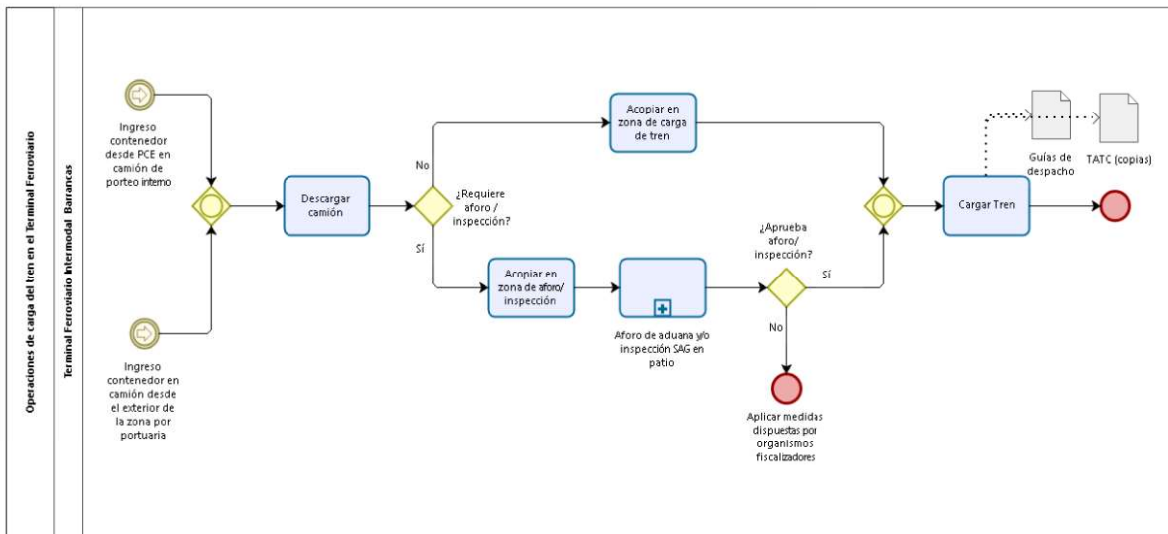 Operaciones de carga del tren en el Terminal Ferroviario
Terminal Ferroviario Intermodal Barrancas
Ingreso
contenedor
desde PCE en
camión de
porteo interno
Ingreso
contenedor en
camión desde
el exterior de
la zona por
portuaria
Descargar
camión
¿Requiere
aforo /
inspección?
No
Sí
Acopiar en
zona de carga
de tren
Acopiar en
zona de aforo/
inspección
Aforo de aduana y/o
inspección SAG en
patio
¿Aprueba
aforo/
inspección?
Sí
No
Aplicar medidas
dispuestas por
organismos
fiscalizadores
Cargar Tren
Guías de
despacho
TATC (copias)